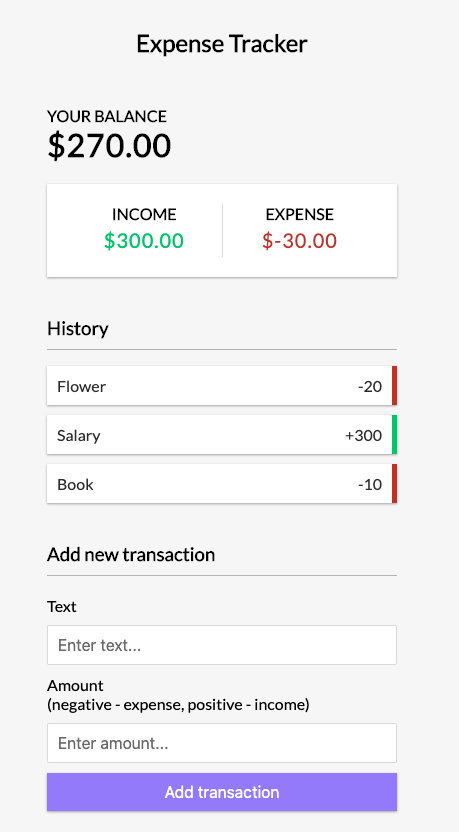 Expense Tracker
YOUR BALANCE
$270.00
INCOME EXPENSE
$300.00 $-30.00
History
Flower -20
Salary +300
Book -10
Add new transaction
Text
Enter text...
Amount
(negative - expense, positive - income)
Enter amount...
Add transaction